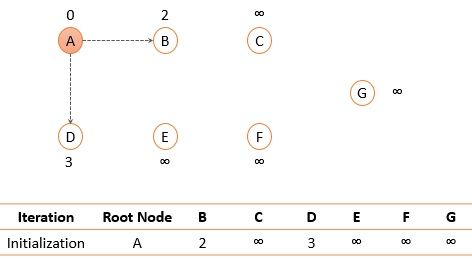 0 2 ∞
A B C
G ∞
D E F
3 ∞ ∞
Iteration Root Node B C D E F G
Initialization A 2 ∞ 3 ∞ ∞ ∞